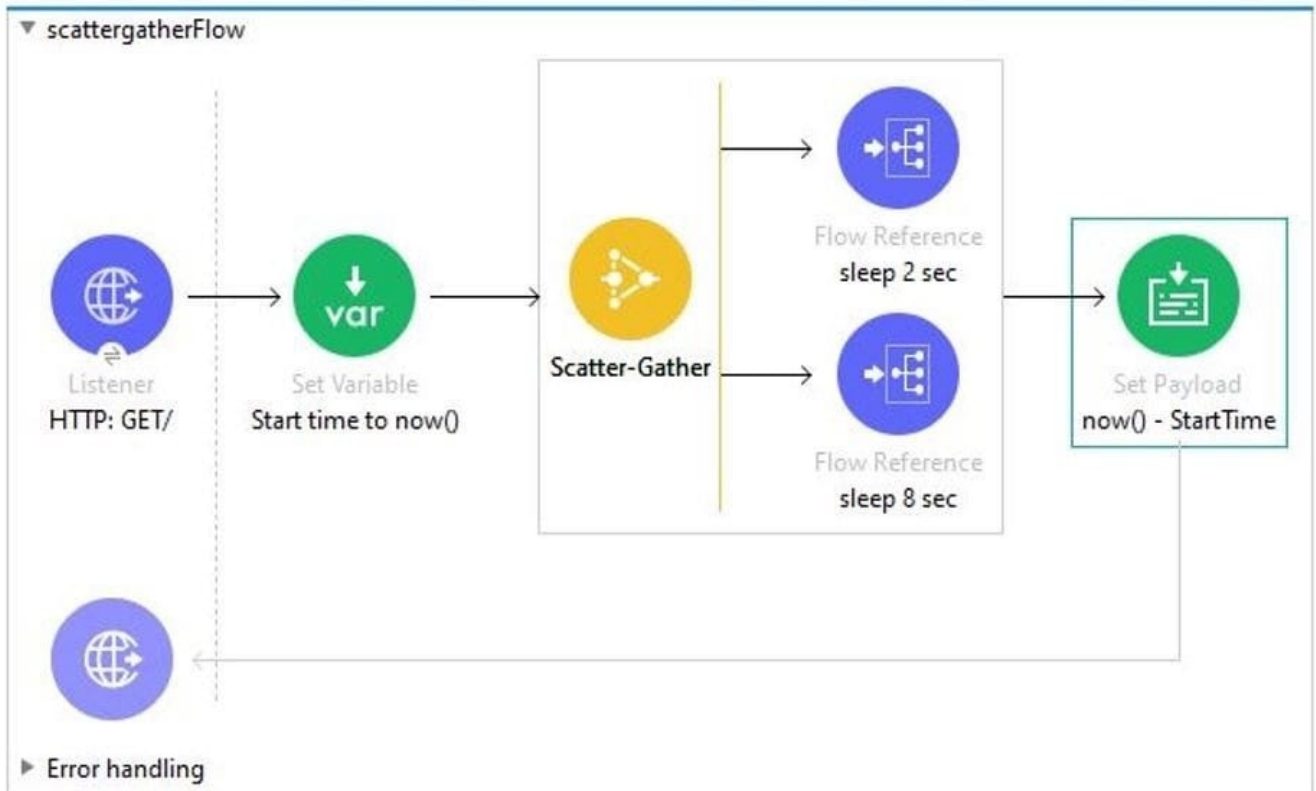 scattergatherFlow
Flow Reference
sleep 2 sec
var
Scatter-Gather
Listener
HTTP: GET/
Set Variable
Start time to now()
Flow Reference
sleep 8 sec
Set Payload
now() - StartTime
Error handling